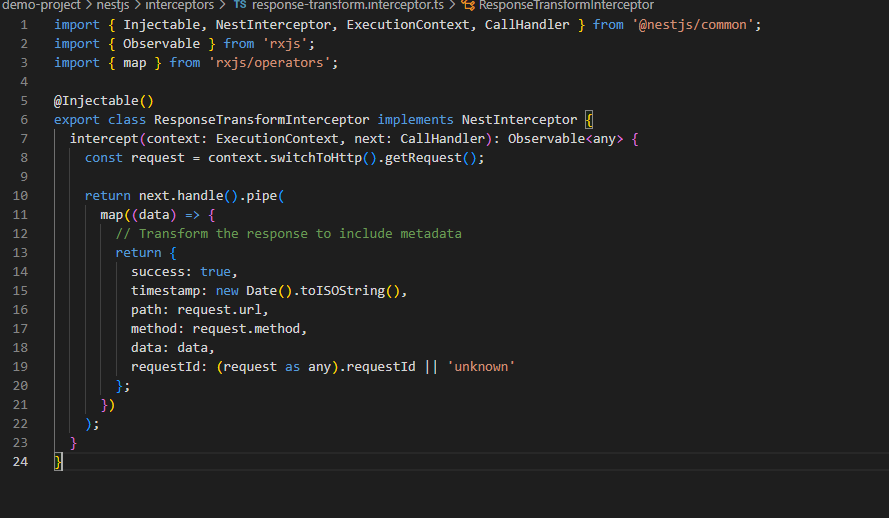 demo-project > nestjs > interceptors > TS response-transform.interceptor.ts > ResponseTransformInterceptor
1 import { Injectable, NestInterceptor, ExecutionContext, CallHandler } from '@nestjs/common';
2 import { Observable } from 'rxjs';
3 import { map } from 'rxjs/operators';
4
5 @Injectable()
6 export class ResponseTransformInterceptor implements NestInterceptor {
7   intercept(context: ExecutionContext, next: CallHandler): Observable<any> {
8     const request = context.switchToHttp().getRequest();
9
10     return next.handle().pipe(
11       map((data) => {
12         // Transform the response to include metadata
13         return {
14           success: true,
15           timestamp: new Date().toISOString(),
16           path: request.url,
17           method: request.method,
18           data: data,
19           requestId: (request as any).requestId || 'unknown'
20         };
21       })
22     );
23   }
24 }